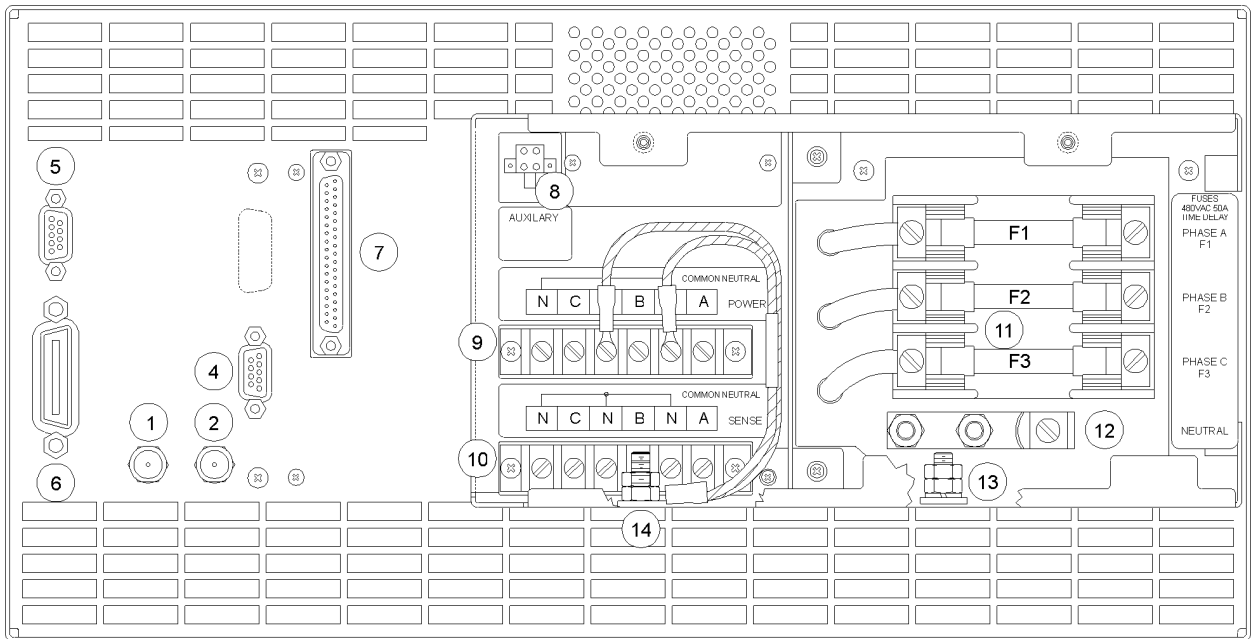 5
7
4
1
2
6
8
AUXILARY
COMMON NEUTRAL
N C B A POWER
9
COMMON NEUTRAL
N C N B N A SENSE
10
14
F1
F2
11
F3
12
13
FUSES
480VAC 50A
TIME DELAY
PHASE A
F1
PHASE B
F2
PHASE C
F3
NEUTRAL